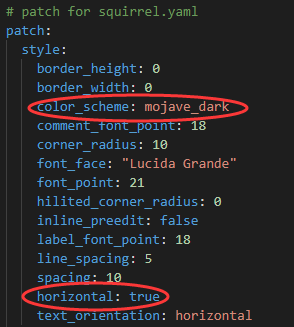 # patch for squirrel.yaml
patch:
  style:
    border_height: 0
    border_width: 0
    color_scheme: mojave_dark
    comment_font_point: 18
    corner_radius: 10
    font_face: "Lucida Grande"
    font_point: 21
    hilited_corner_radius: 0
    inline_preedit: false
    label_font_point: 18
    line_spacing: 5
    spacing: 10
    horizontal: true
    text_orientation: horizontal